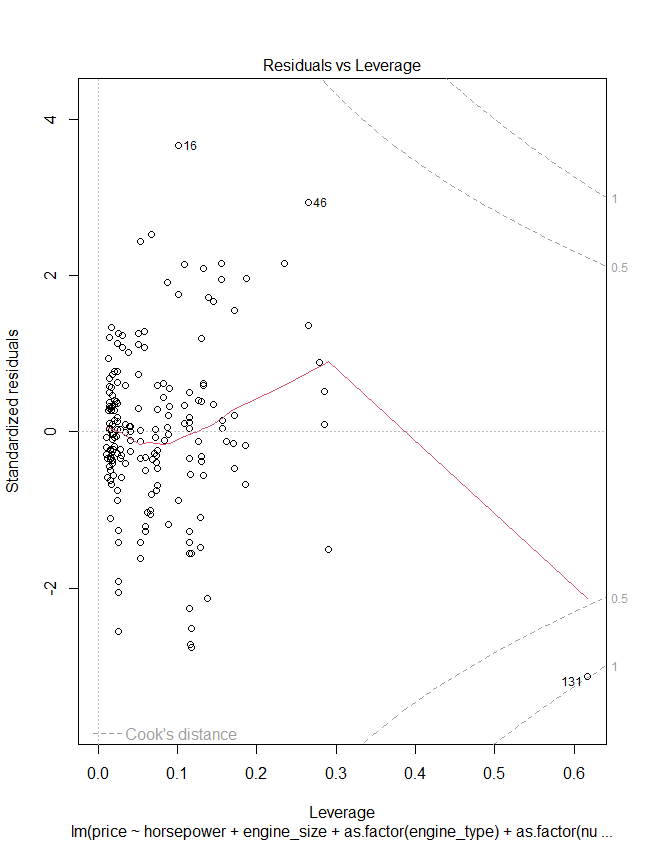 Residuals vs Leverage
4
2
0
-2
Standardized residuals
16
46
131
1
0.5
0.5
1
Cook's distance
0.0 0.1 0.2 0.3 0.4 0.5 0.6
Leverage
lm(price ~ horsepower + engine_size + as.factor(engine_type) + as.factor(nu ...